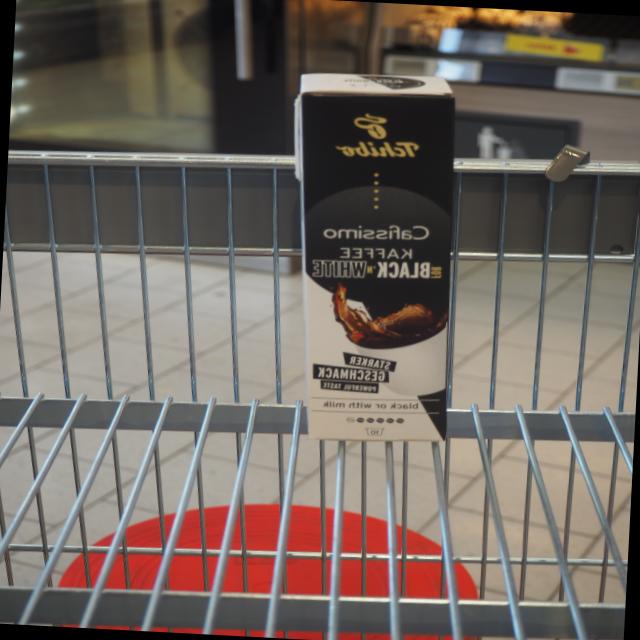 Tchibo
Cafissimo
KAFFEE
BLACK 'N WHITE
STARKER
GESCHMACK
POWERFUL TASTE
black or with milk